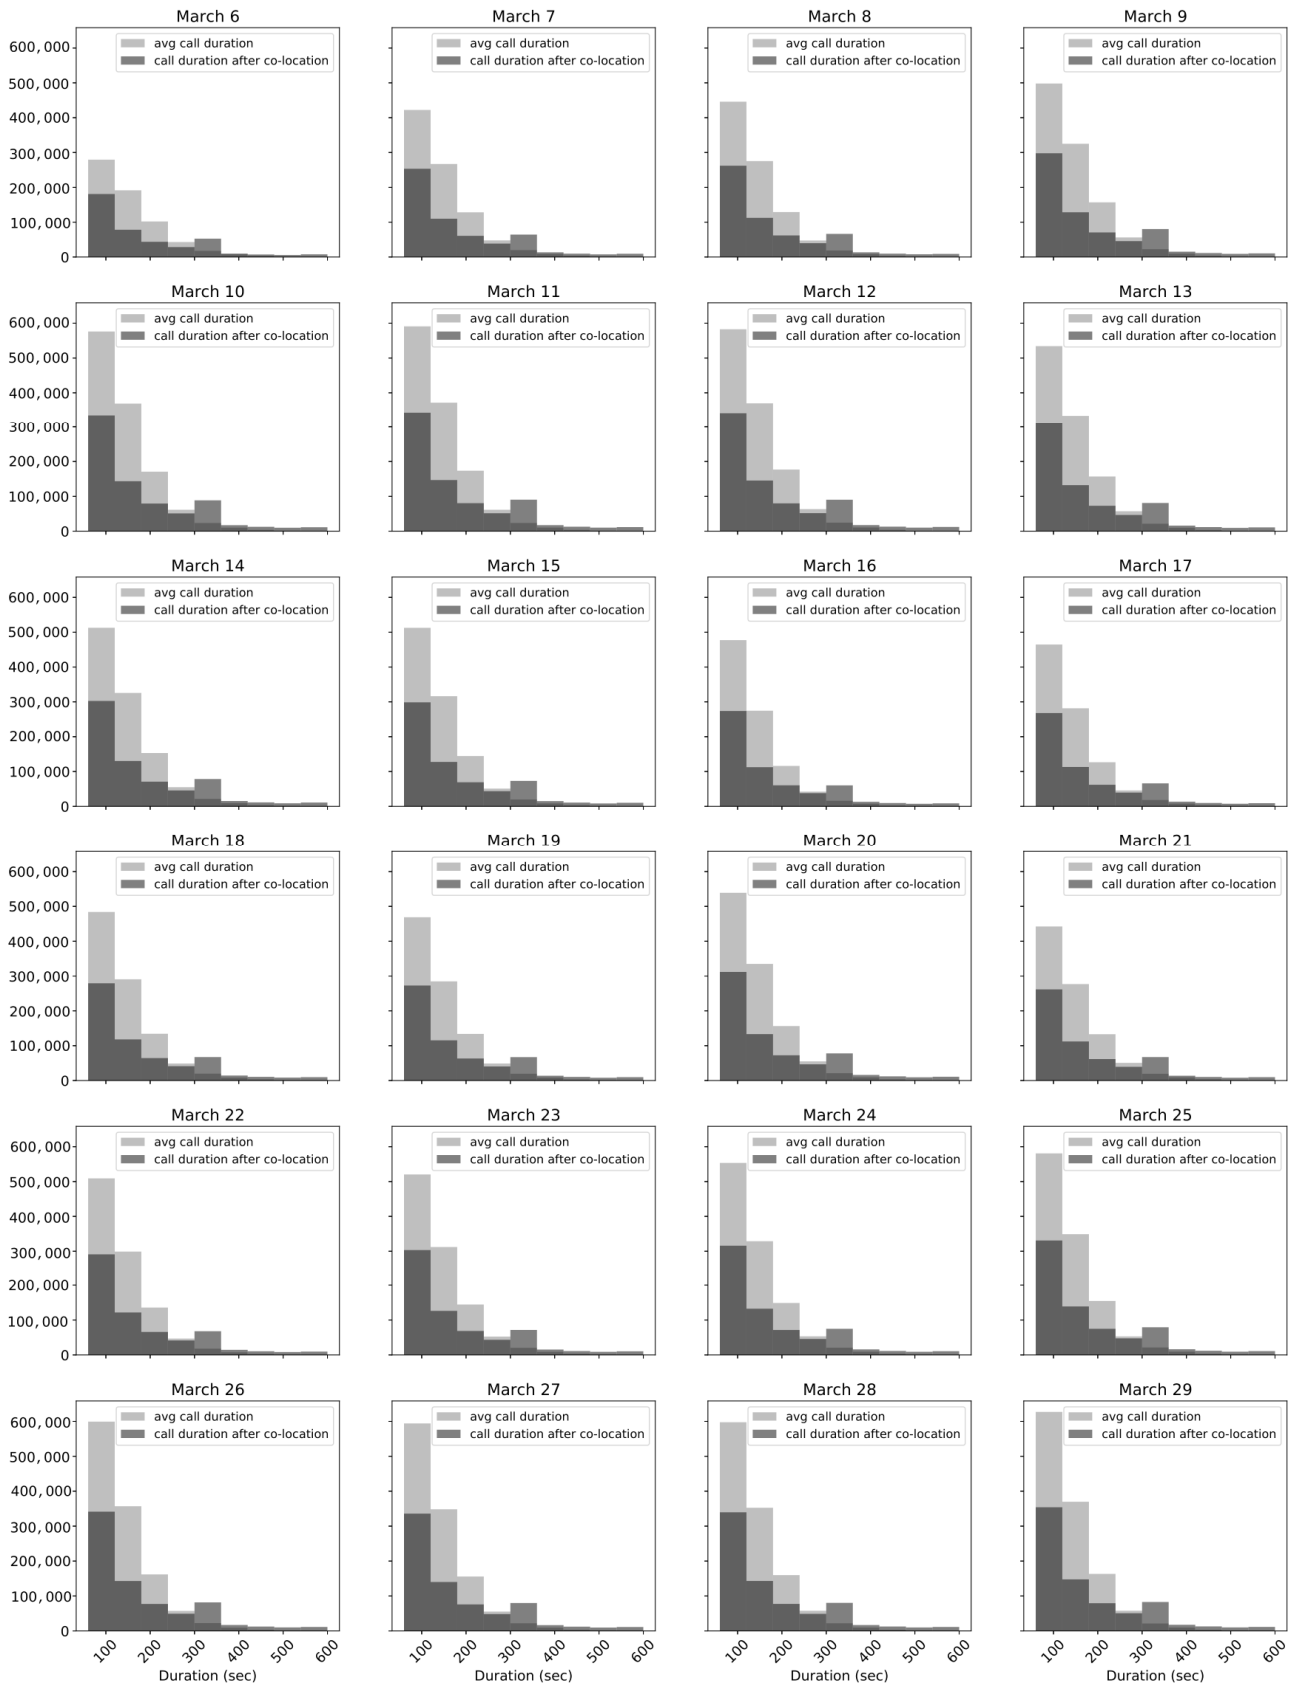 March 6
March 7
March 8
March 9
600,000
500,000
400,000
300,000
200,000
100,000
0
avg call duration
call duration after co-location
avg call duration
call duration after co-location
avg call duration
call duration after co-location
avg call duration
call duration after co-location
March 10
March 11
March 12
March 13
600,000
500,000
400,000
300,000
200,000
100,000
0
avg call duration
call duration after co-location
avg call duration
call duration after co-location
avg call duration
call duration after co-location
avg call duration
call duration after co-location
March 14
March 15
March 16
March 17
600,000
500,000
400,000
300,000
200,000
100,000
0
avg call duration
call duration after co-location
avg call duration
call duration after co-location
avg call duration
call duration after co-location
avg call duration
call duration after co-location
March 18
March 19
March 20
March 21
600,000
500,000
400,000
300,000
200,000
100,000
0
avg call duration
call duration after co-location
avg call duration
call duration after co-location
avg call duration
call duration after co-location
avg call duration
call duration after co-location
March 22
March 23
March 24
March 25
600,000
500,000
400,000
300,000
200,000
100,000
0
avg call duration
call duration after co-location
avg call duration
call duration after co-location
avg call duration
call duration after co-location
avg call duration
call duration after co-location
March 26
March 27
March 28
March 29
600,000
500,000
400,000
300,000
200,000
100,000
0
avg call duration
call duration after co-location
avg call duration
call duration after co-location
avg call duration
call duration after co-location
avg call duration
call duration after co-location
100 200 300 400 500 600
100 200 300 400 500 600
100 200 300 400 500 600
100 200 300 400 500 600
Duration (sec)
Duration (sec)
Duration (sec)
Duration (sec)